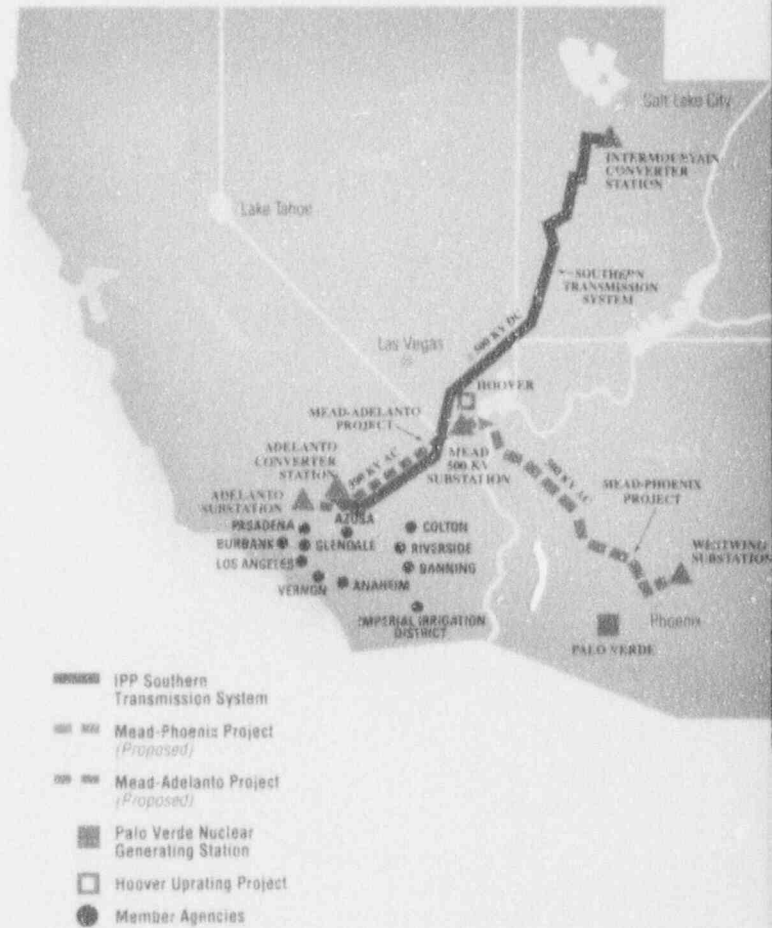 Salt Lake City
INTERMOUNTAIN
CONVERTER
STATION
Lake Tahoe
SOUTHERN
TRANSMISSION
SYSTEM
500 KV DC
Las Vegas
HOOVER
MEAD-ADELANTO
PROJECT
ADELANTO
CONVERTER
STATION
500 KV AC
MEAD
500 KV
SUBSTATION
500 KV AC
MEAD-PHOENIX
PROJECT
ADELANTO
SUBSTATION
AZUSA
PASADENA
COLTON
BURBANK
GLENDALE
RIVERSIDE
WESTWING
SUBSTATION
LOS ANGELES
BANNING
VERNON
ANAHEIM
IMPERIAL IRRIGATION
DISTRICT
Phoenix
PALO VERDE
IPP Southern
Transmission System
Mead-Phoenix Project
(Proposed)
Mead-Adelanto Project
(Proposed)
Palo Verde Nuclear
Generating Station
Hoover Uprating Project
Member Agencies